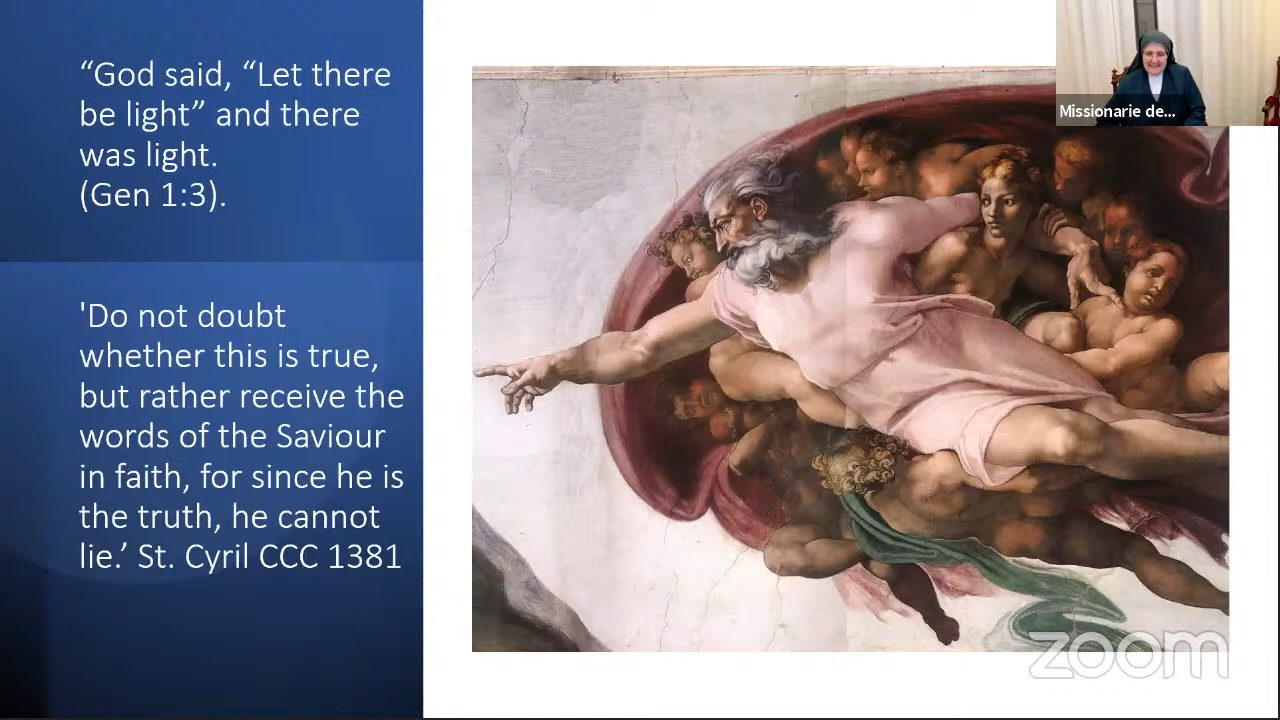 “God said, “Let there
be light” and there
was light.
(Gen 1:3).
'Do not doubt
whether this is true,
but rather receive the
words of the Saviour
in faith, for since he is
the truth, he cannot
lie.’ St. Cyril CCC 1381
Missionarie de...
zoom